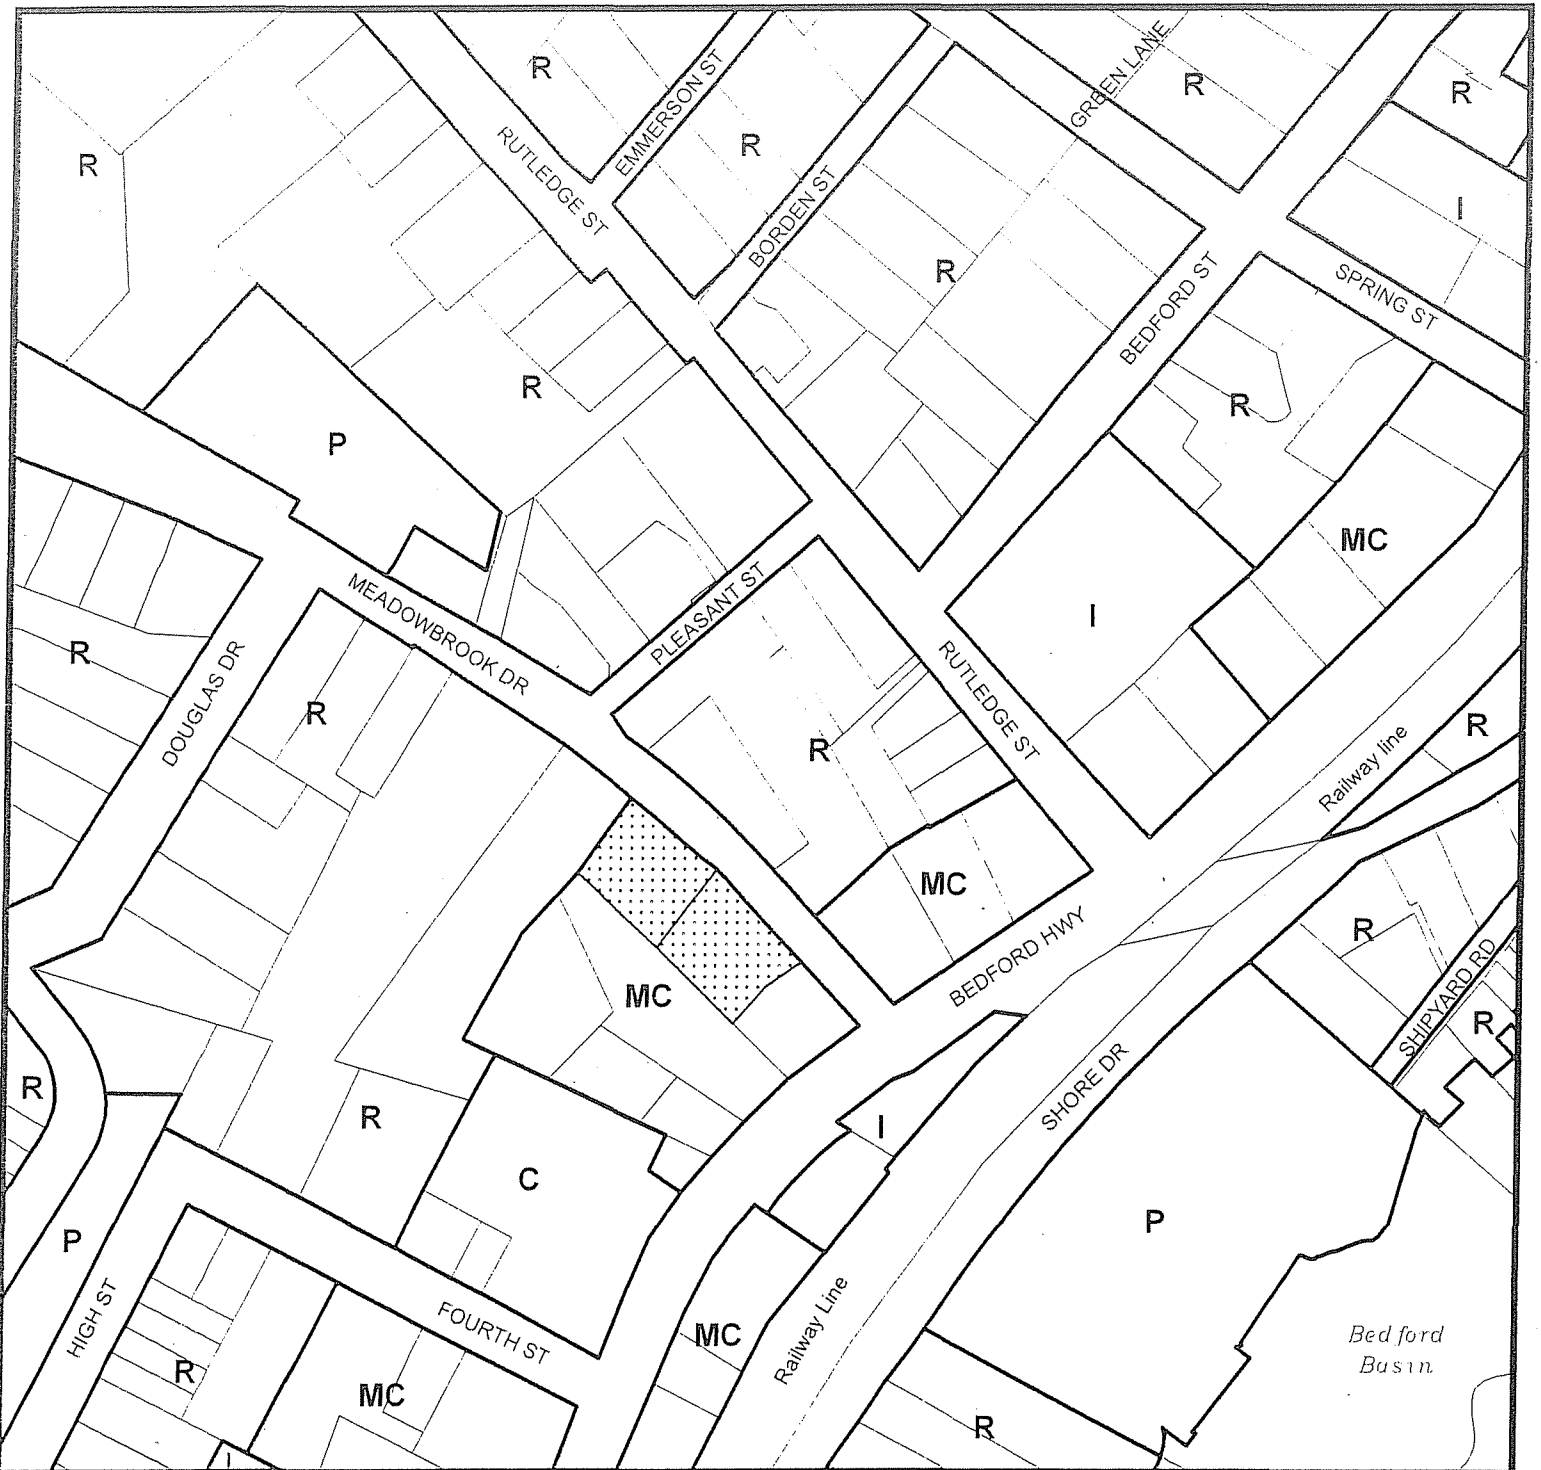 R
EMMERSON ST
GREEN LANE
R
R
R
RUTLEDGE ST
R
BORDEN ST
I
R
BEDFORD ST
SPRING ST
R
R
P
MC
MEADOWBROOK DR
PLEASANT ST
I
R
DOUGLAS DR
R
R
RUTLEDGE ST
Railway line
R
MC
BEDFORD HWY
R
SHIPYARD RD
MC
R
R
R
SHORE DR
I
C
P
P
HIGH ST
FOURTH ST
MC
Railway Line
Bedford
Basin
R
MC
R
I